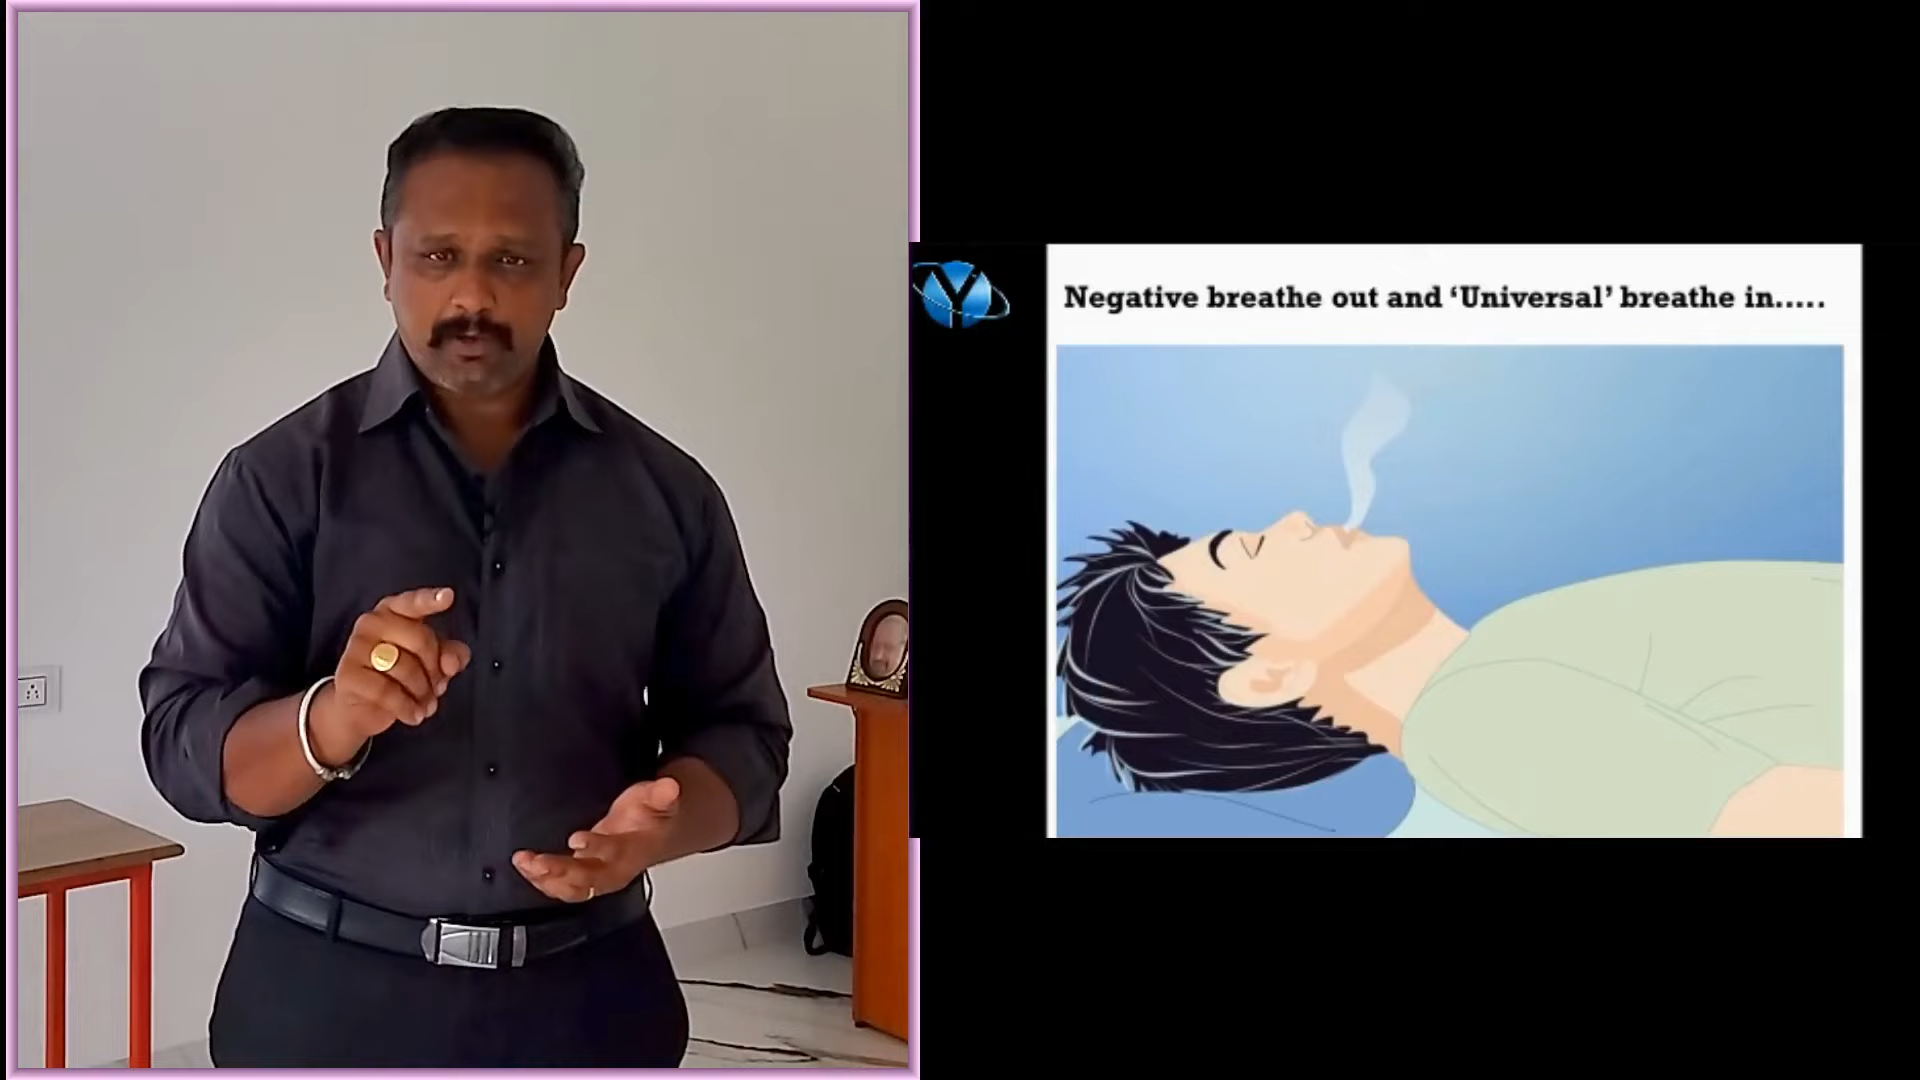 Y
Negative breathe out and ‘Universal’ breathe in.....